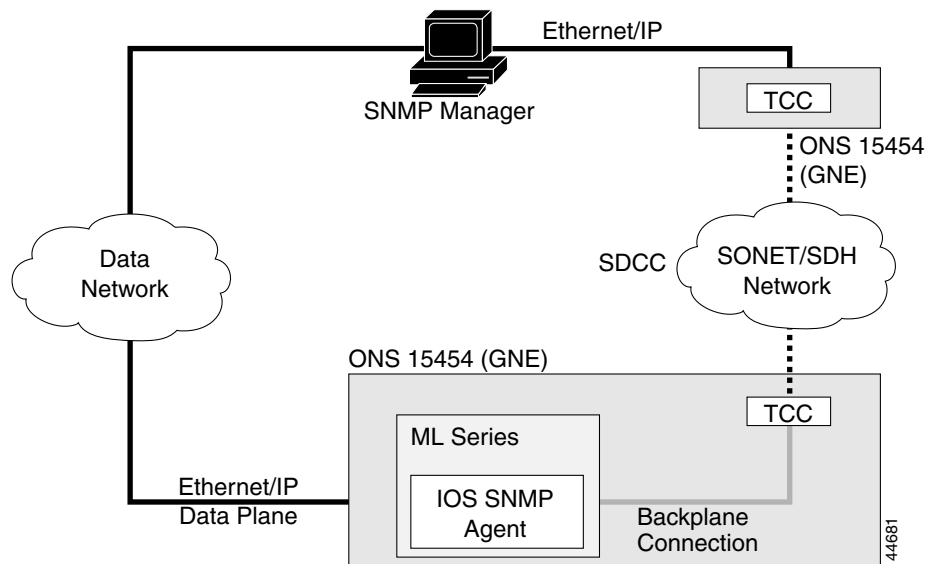 Ethernet/IP
SNMP Manager
TCC
ONS 15454
(GNE)
Data
Network
SDCC
SONET/SDH
Network
ONS 15454 (GNE)
TCC
ML Series
IOS SNMP
Agent
Ethernet/IP
Data Plane
Backplane
Connection
44681